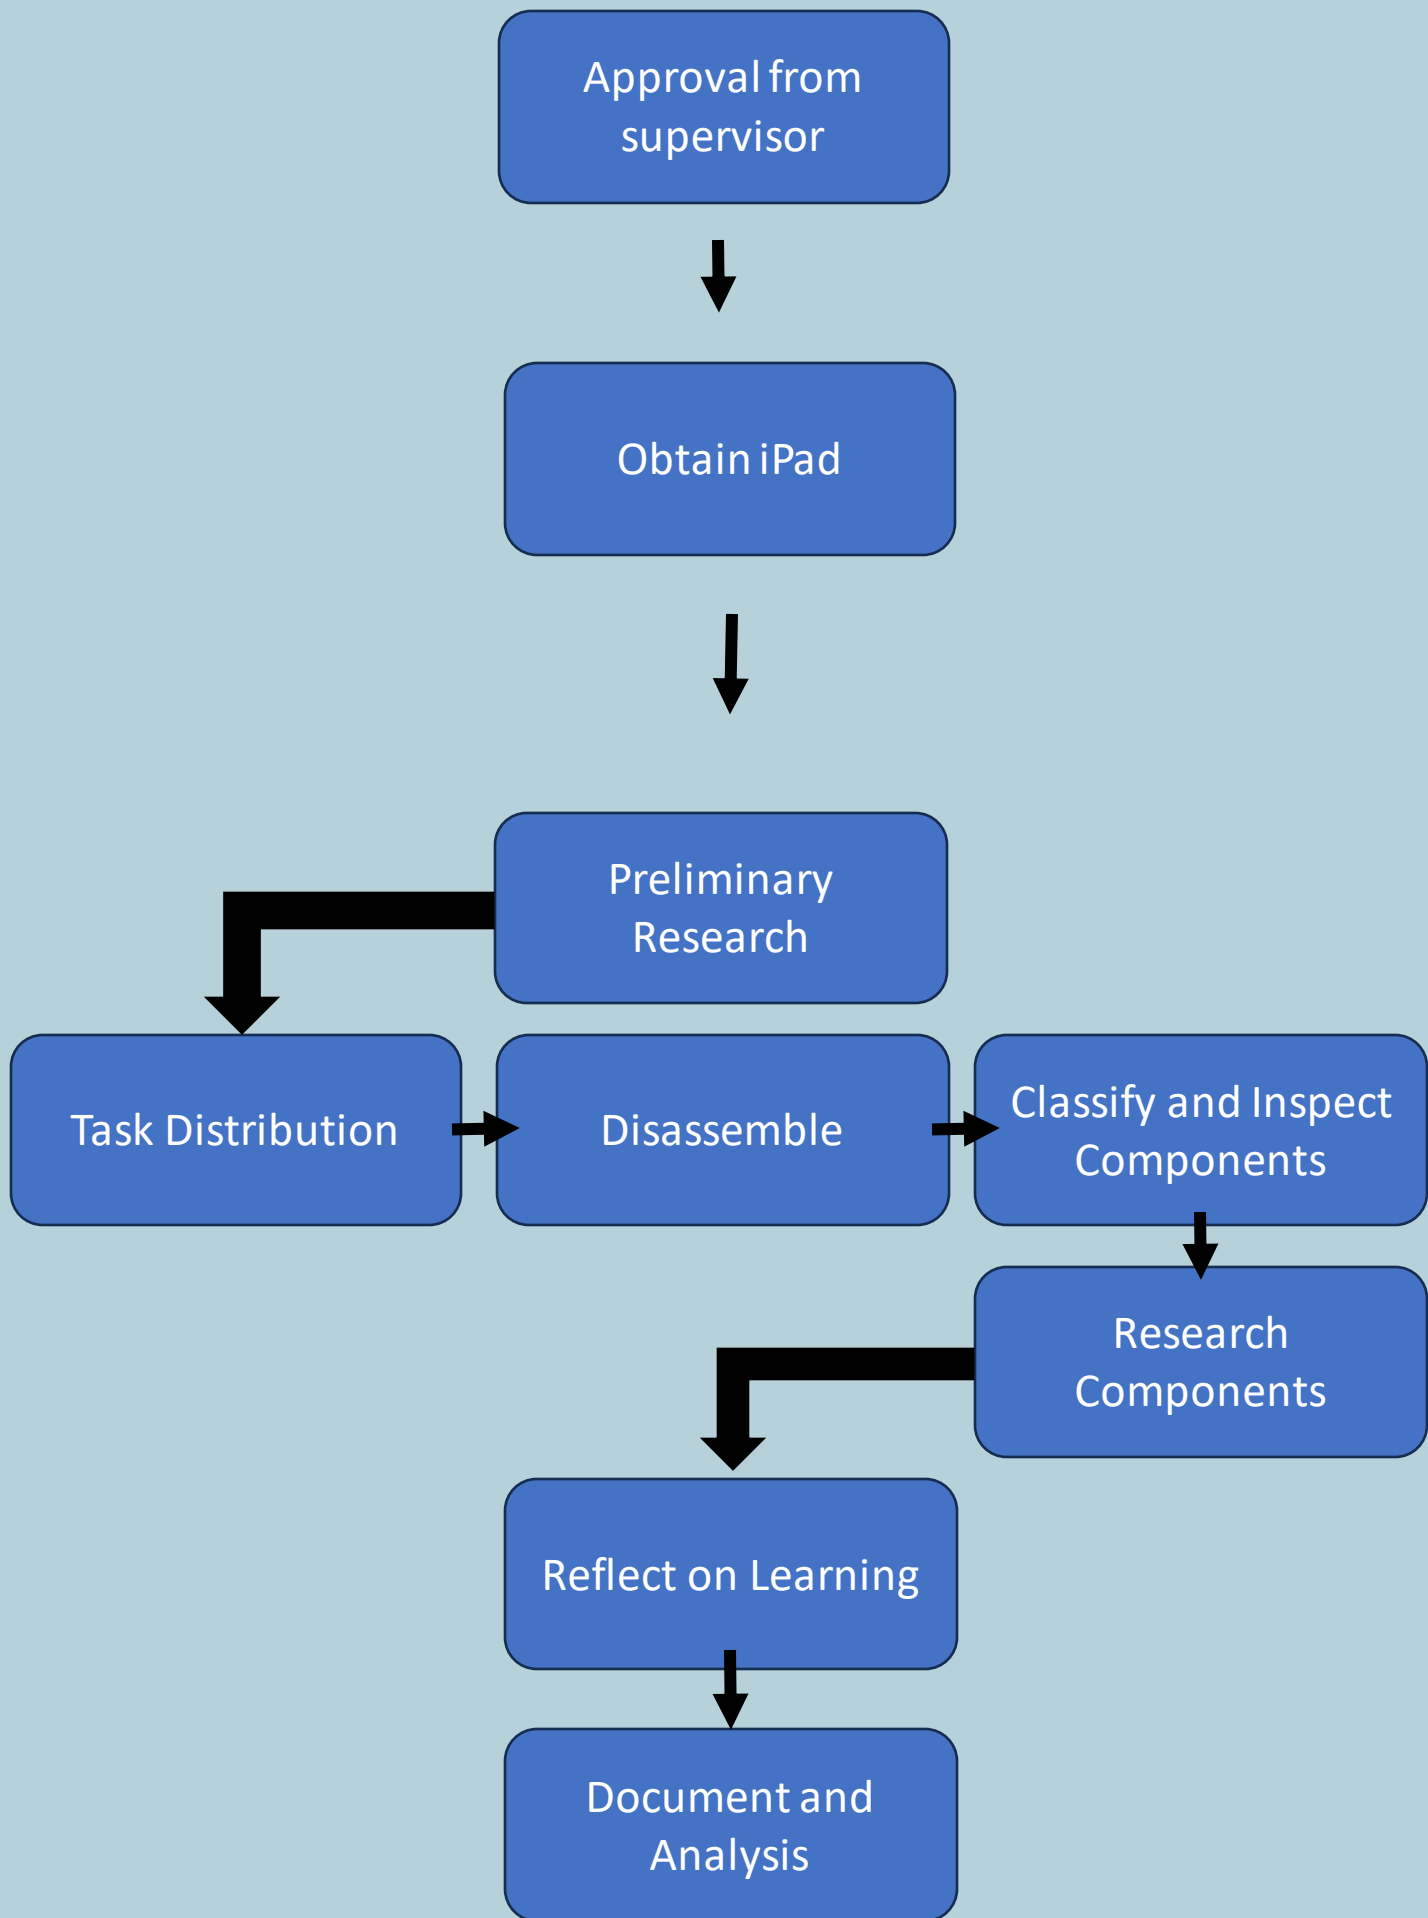 Approval from
supervisor
Obtain iPad
Preliminary
Research
Task Distribution
Disassemble
Classify and Inspect
Components
Research
Components
Reflect on Learning
Document and
Analysis